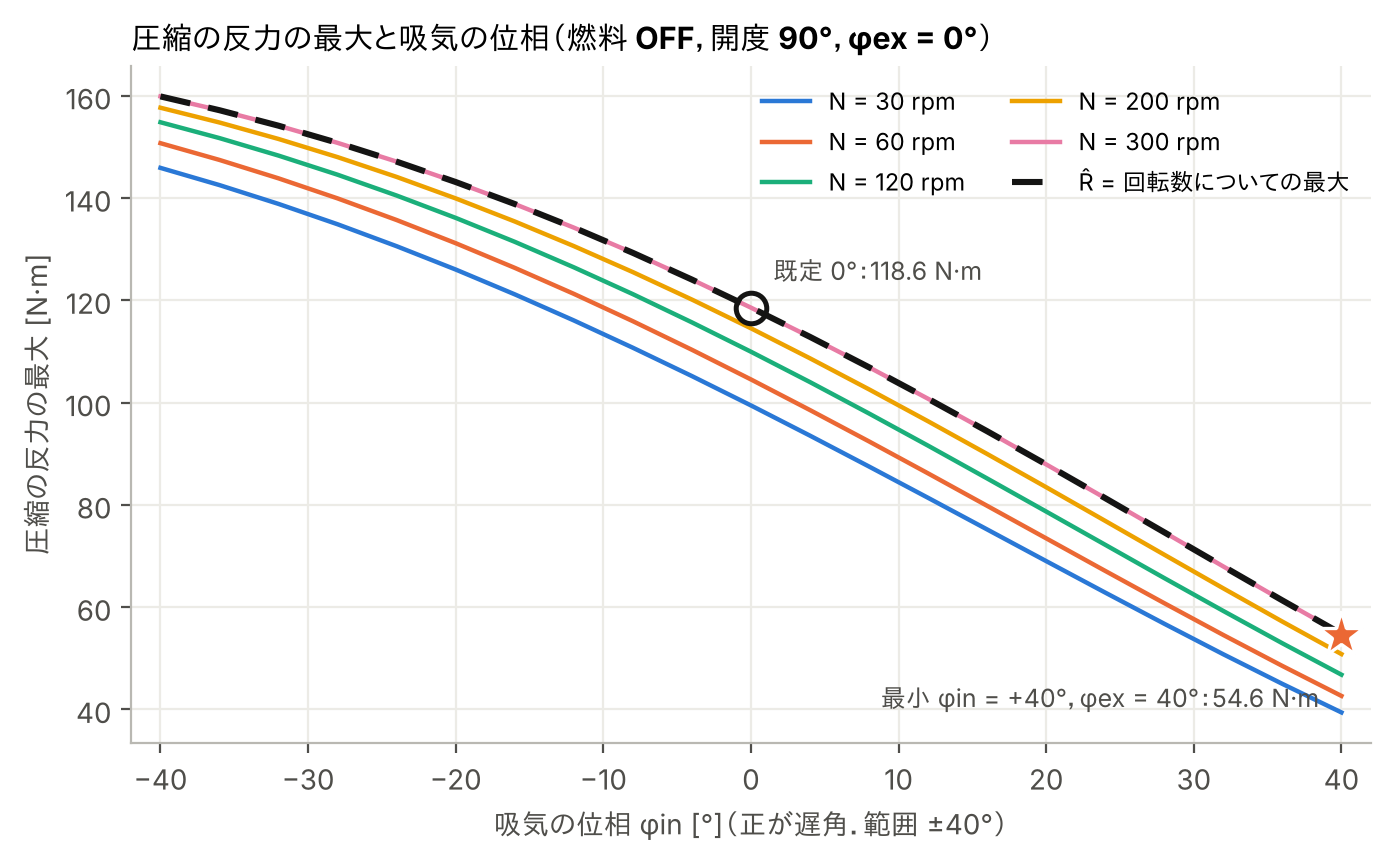 圧縮の反力の最大と吸気の位相（燃料 OFF, 開度 90°, φex = 0°）
圧縮の反力の最大 [N·m]
160
140
120
100
80
60
40
N = 30 rpm
N = 60 rpm
N = 120 rpm
N = 200 rpm
N = 300 rpm
R̂ = 回転数についての最大
既定 0°：118.6 N·m
最小 φin = +40°, φex = 40°：54.6 N·m
−40 −30 −20 −10 0 10 20 30 40
吸気の位相 φin [°]（正が遅角．範囲 ±40°）